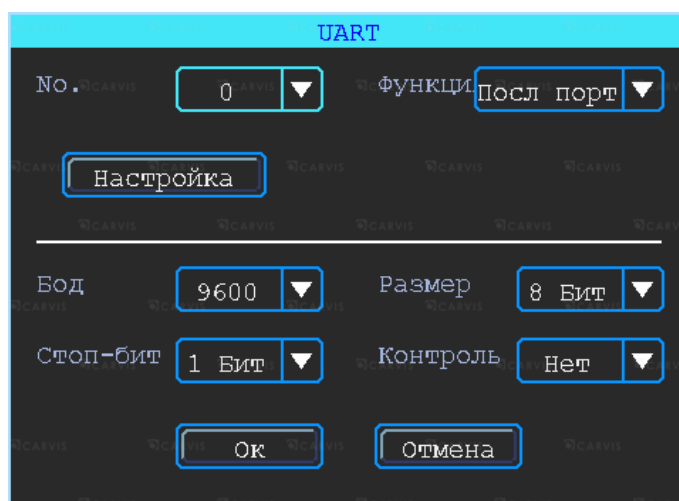 UART
No. 0 Функци Посл порт
Настройка
Бод 9600 Размер 8 Бит
Стоп-бит 1 Бит Контроль Нет
Ок Отмена
CARVIS